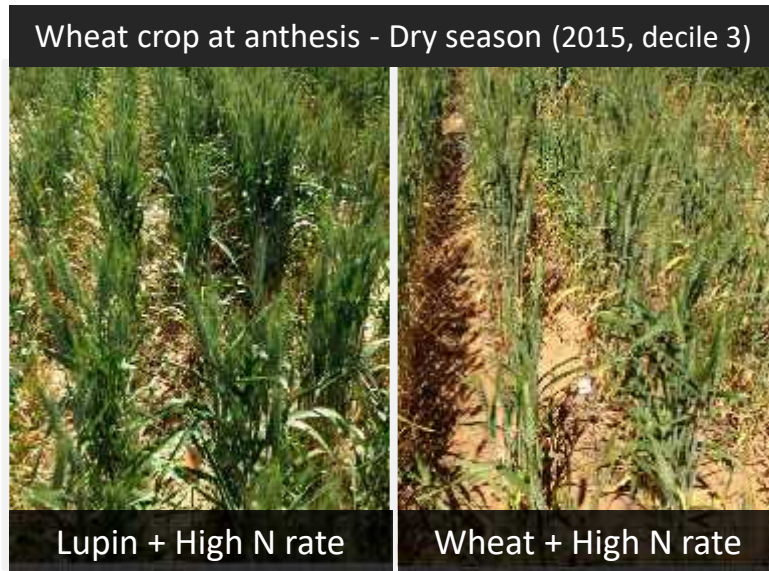 Wheat crop at anthesis - Dry season (2015, decile 3)
Lupin + High N rate
Wheat + High N rate